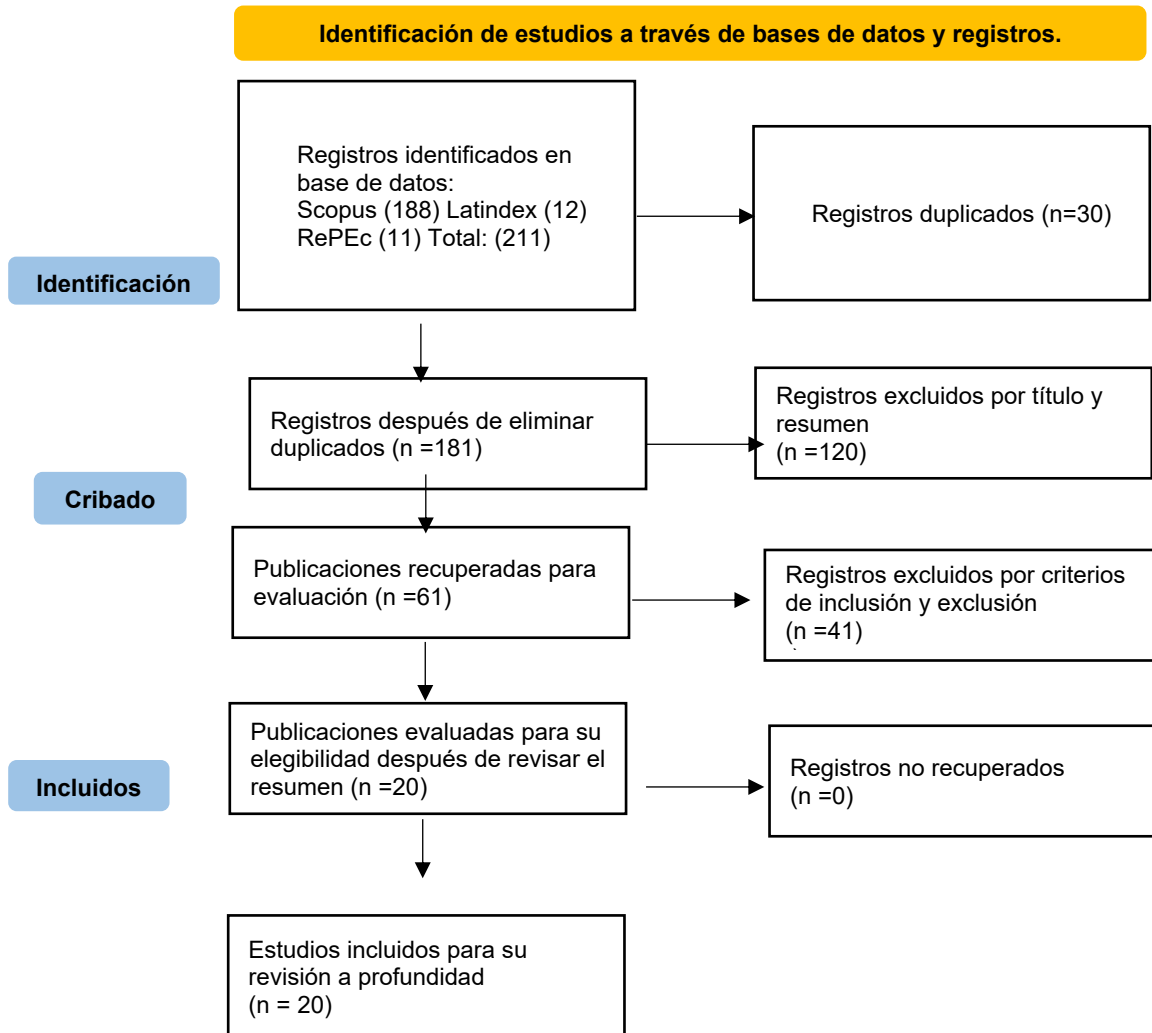 Identificación de estudios a través de bases de datos y registros.
Registros identificados en
base de datos:
Scopus (188) Latindex (12)
RePEc (11) Total: (211)
Registros duplicados (n=30)
Identificación
Registros después de eliminar
duplicados (n =181)
Registros excluidos por título y
resumen
(n =120)
Cribado
Publicaciones recuperadas para
evaluación (n =61)
Registros excluidos por criterios
de inclusión y exclusión
(n =41)
Publicaciones evaluadas para su
elegibilidad después de revisar el
resumen (n =20)
Registros no recuperados
(n =0)
Incluidos
Estudios incluidos para su
revisión a profundidad
(n = 20)